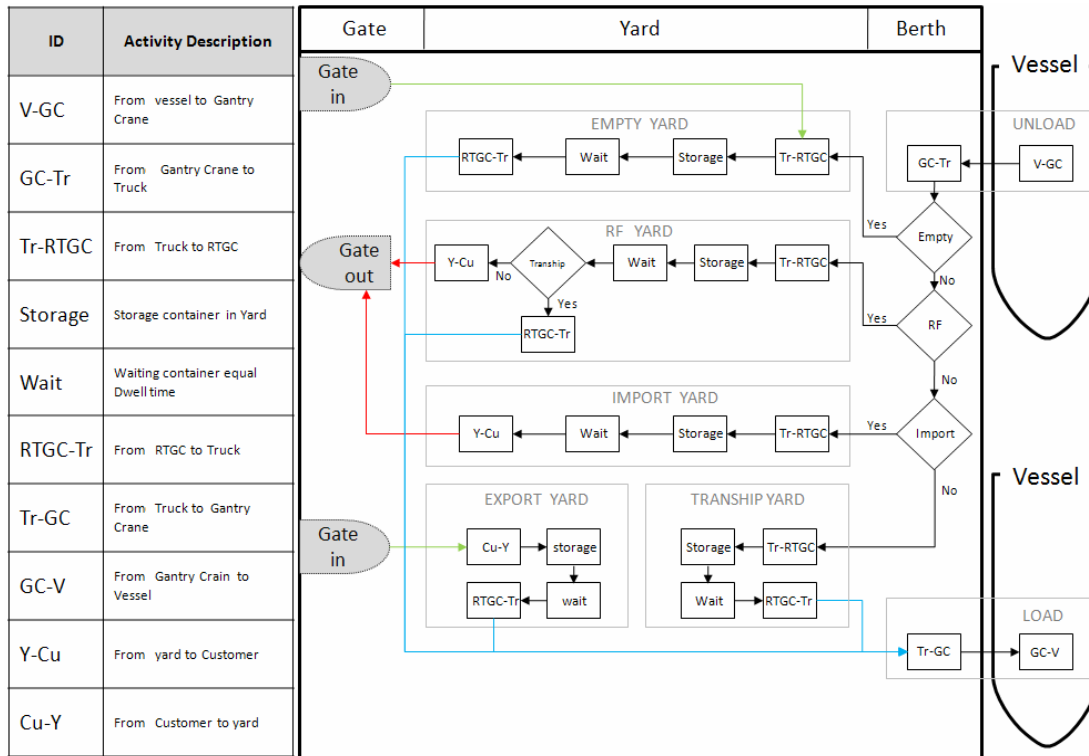 ID
Activity Description
V-GC
From vessel to Gantry
Crane
GC-Tr
From Gantry Crane to
Truck
Tr-RTGC
From Truck to RTGC
Storage
Storage container in Yard
Wait
Waiting container equal
Dwell time
RTGC-Tr
From RTGC to Truck
Tr-GC
From Truck to Gantry
Crane
GC-V
From Gantry Crain to
Vessel
Y-Cu
From yard to Customer
Cu-Y
From Customer to yard
Gate
Yard
Berth
Gate
in
Vessel
EMPTY YARD
UNLOAD
RTGC-Tr
Wait
Storage
Tr-RTGC
GC-Tr
V-GC
Yes
Empty
No
Gate
out
RF YARD
Y-Cu
No
Tranship
Yes
RTGC-Tr
Wait
Storage
Tr-RTGC
Yes
RF
No
IMPORT YARD
Y-Cu
Wait
Storage
Tr-RTGC
Yes
Import
No
Vessel
Gate
in
EXPORT YARD
Cu-Y
storage
RTGC-Tr
wait
TRANSHIP YARD
Storage
Tr-RTGC
Wait
RTGC-Tr
LOAD
Tr-GC
GC-V